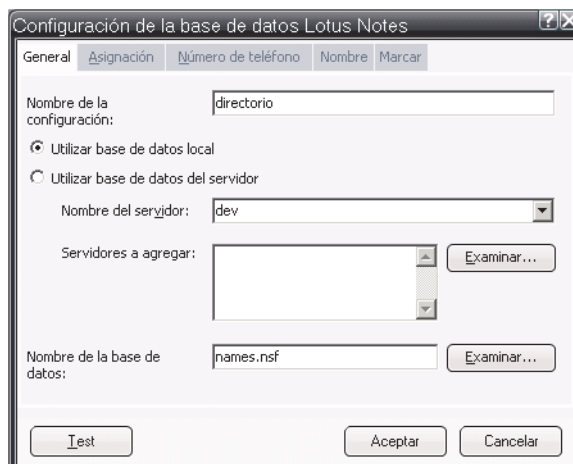 Configuración de la base de datos Lotus Notes
General Asignación Número de teléfono Nombre Marcar
Nombre de la configuración: directorio
Utilizar base de datos local
Utilizar base de datos del servidor
Nombre del servidor: dev
Servidores a agregar: Examinar...
Nombre de la base de datos: names.nsf Examinar...
Test Aceptar Cancelar